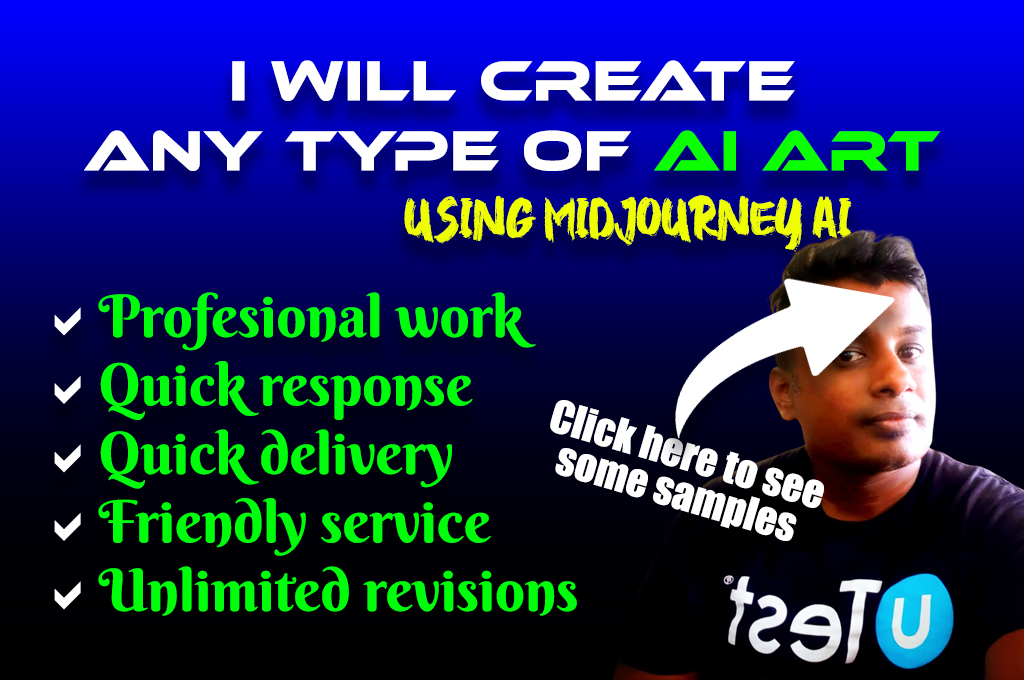 I WILL CREATE
ANY TYPE OF AI ART
USING MIDJOURNEY AI
Profesional work
Quick response
Quick delivery
Friendly service
Unlimited revisions
Click here to see
some samples
uTest®